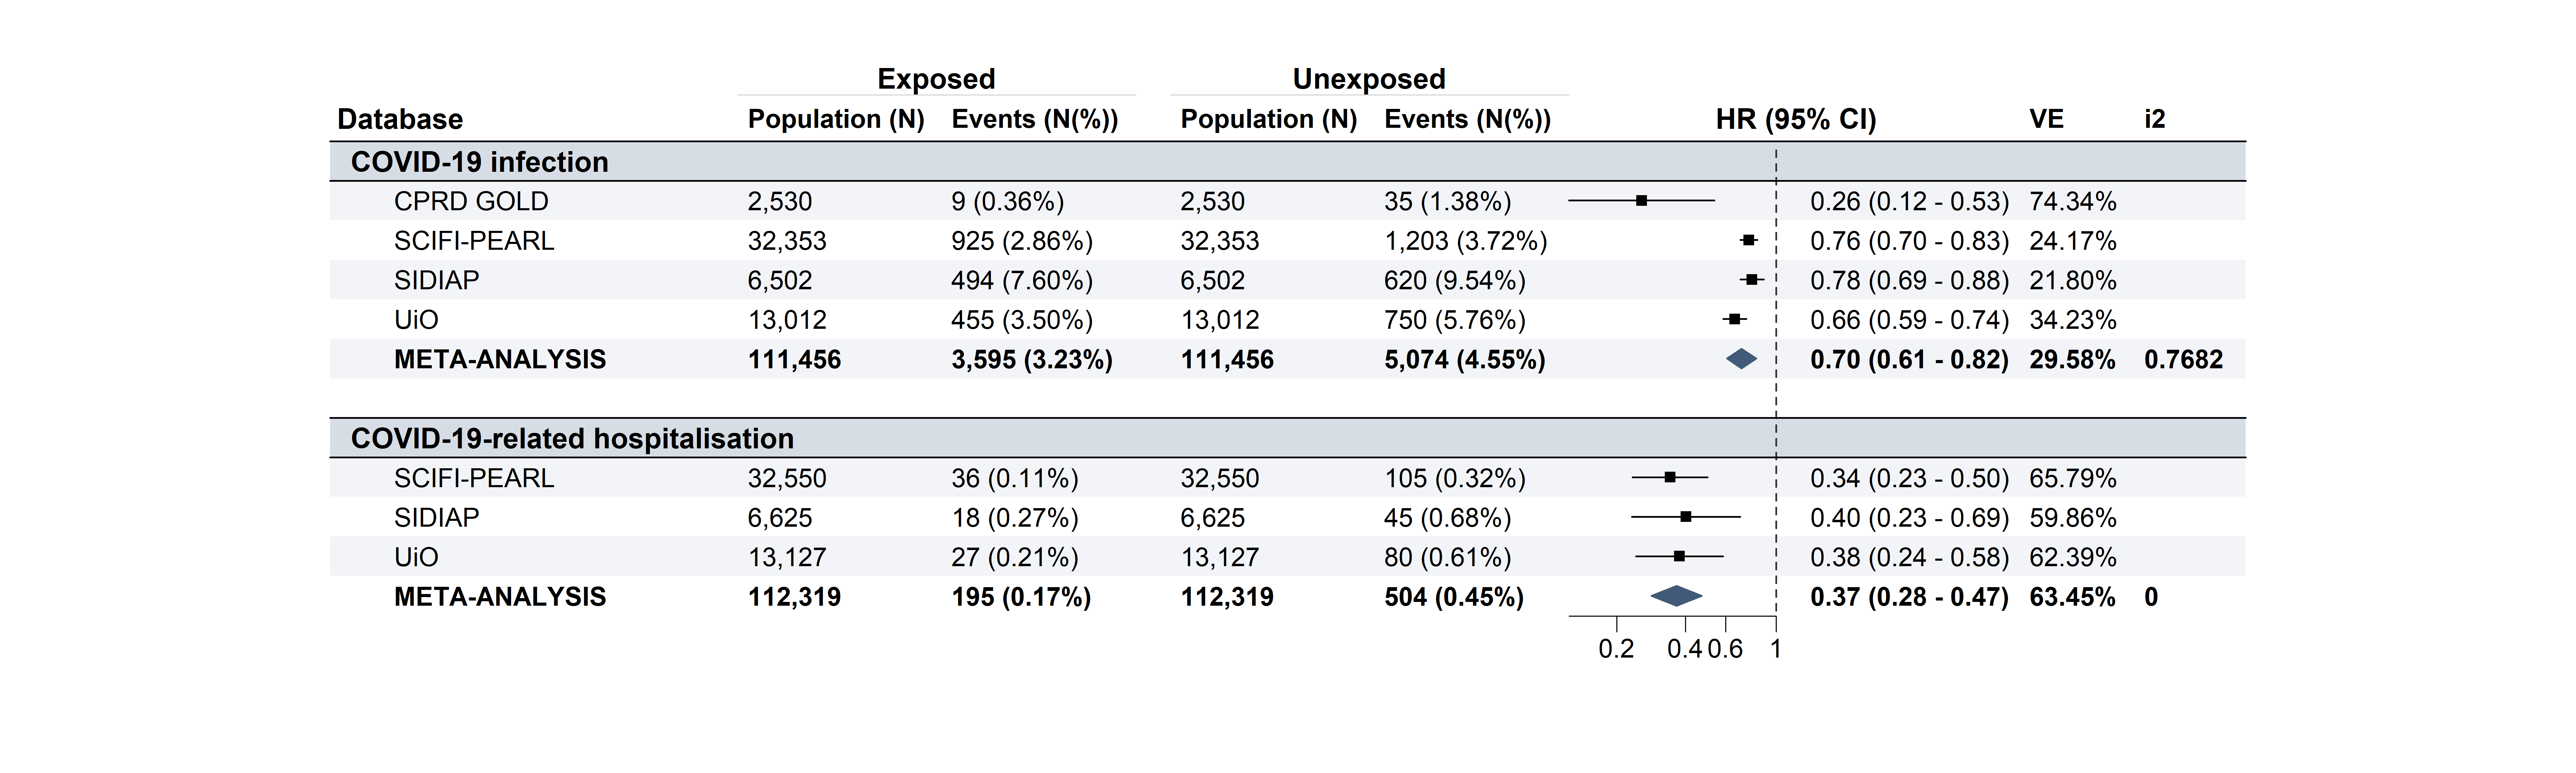 Exposed Unexposed
Database Population (N) Events (N(%)) Population (N) Events (N(%)) HR (95% CI) VE i2
COVID-19 infection
CPRD GOLD 2,530 9 (0.36%) 2,530 35 (1.38%) 0.26 (0.12 - 0.53) 74.34%
SCIFI-PEARL 32,353 925 (2.86%) 32,353 1,203 (3.72%) 0.76 (0.70 - 0.83) 24.17%
SIDIAP 6,502 494 (7.60%) 6,502 620 (9.54%) 0.78 (0.69 - 0.88) 21.80%
UiO 13,012 455 (3.50%) 13,012 750 (5.76%) 0.66 (0.59 - 0.74) 34.23%
META-ANALYSIS 111,456 3,595 (3.23%) 111,456 5,074 (4.55%) 0.70 (0.61 - 0.82) 29.58% 0.7682
COVID-19-related hospitalisation
SCIFI-PEARL 32,550 36 (0.11%) 32,550 105 (0.32%) 0.34 (0.23 - 0.50) 65.79%
SIDIAP 6,625 18 (0.27%) 6,625 45 (0.68%) 0.40 (0.23 - 0.69) 59.86%
UiO 13,127 27 (0.21%) 13,127 80 (0.61%) 0.38 (0.24 - 0.58) 62.39%
META-ANALYSIS 112,319 195 (0.17%) 112,319 504 (0.45%) 0.37 (0.28 - 0.47) 63.45% 0
0.2 0.4 0.6 1